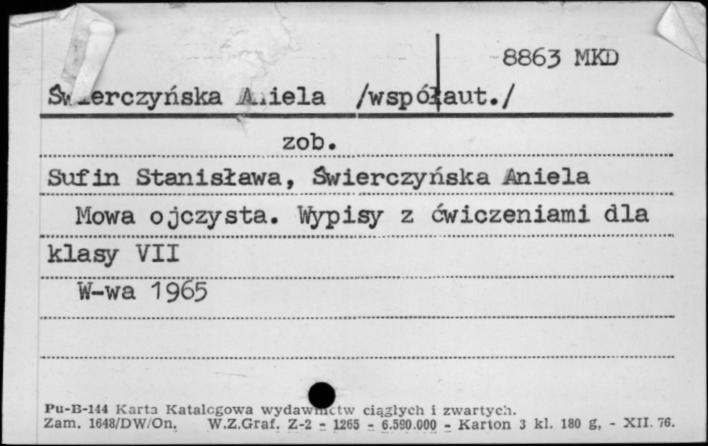 8863 MKD
Świerczyńska Aniela /współaut./
zob.
Sufin Stanisława, Świerczyńska Aniela
Mowa ojczysta. Wypisy z ćwiczeniami dla
klasy VII
W-wa 1965
Pu-B-144 Karta Katalogowa wydawnictw ciągłych i zwartych.
Zam. 1648/DW/On. W.Z.Graf. Z-2 - 1265 - 6.590.000 - Karton 3 kl. 180 g, - XII. 76.